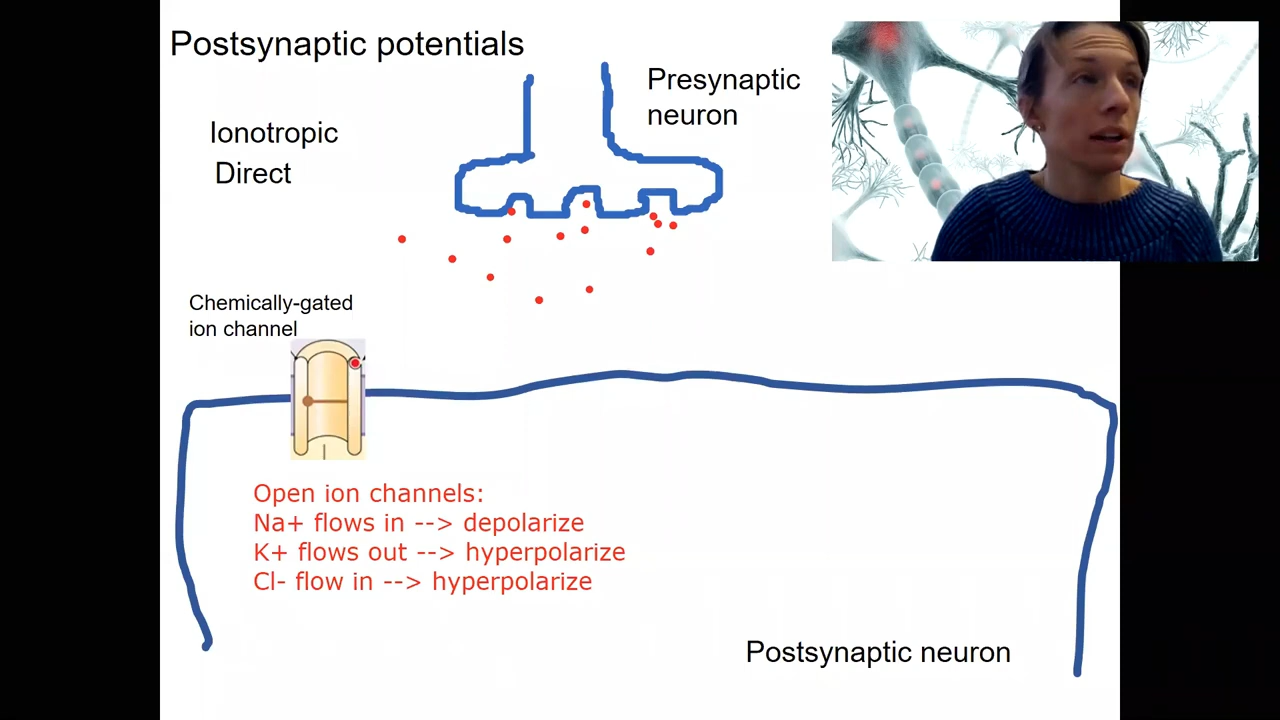 Postsynaptic potentials
Presynaptic
neuron
Ionotropic
Direct
Chemically-gated
ion channel
Open ion channels:
Na+ flows in --> depolarize
K+ flows out --> hyperpolarize
Cl- flow in --> hyperpolarize
Postsynaptic neuron